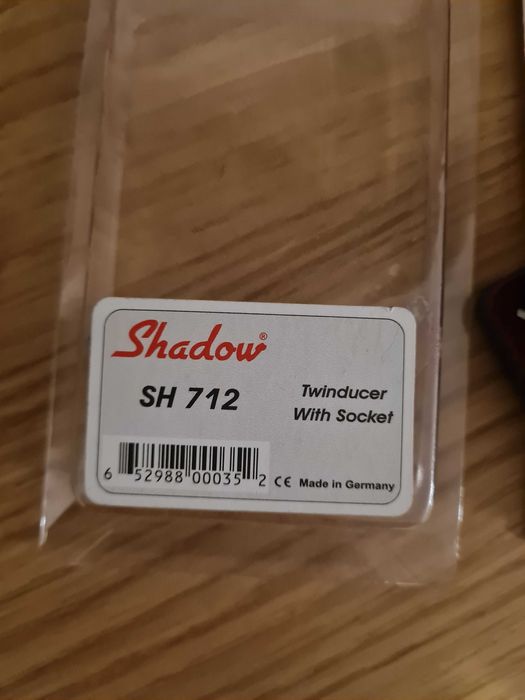 Shadow®
SH 712
Twinducer
With Socket
6 52988 00035 2
CE Made in Germany